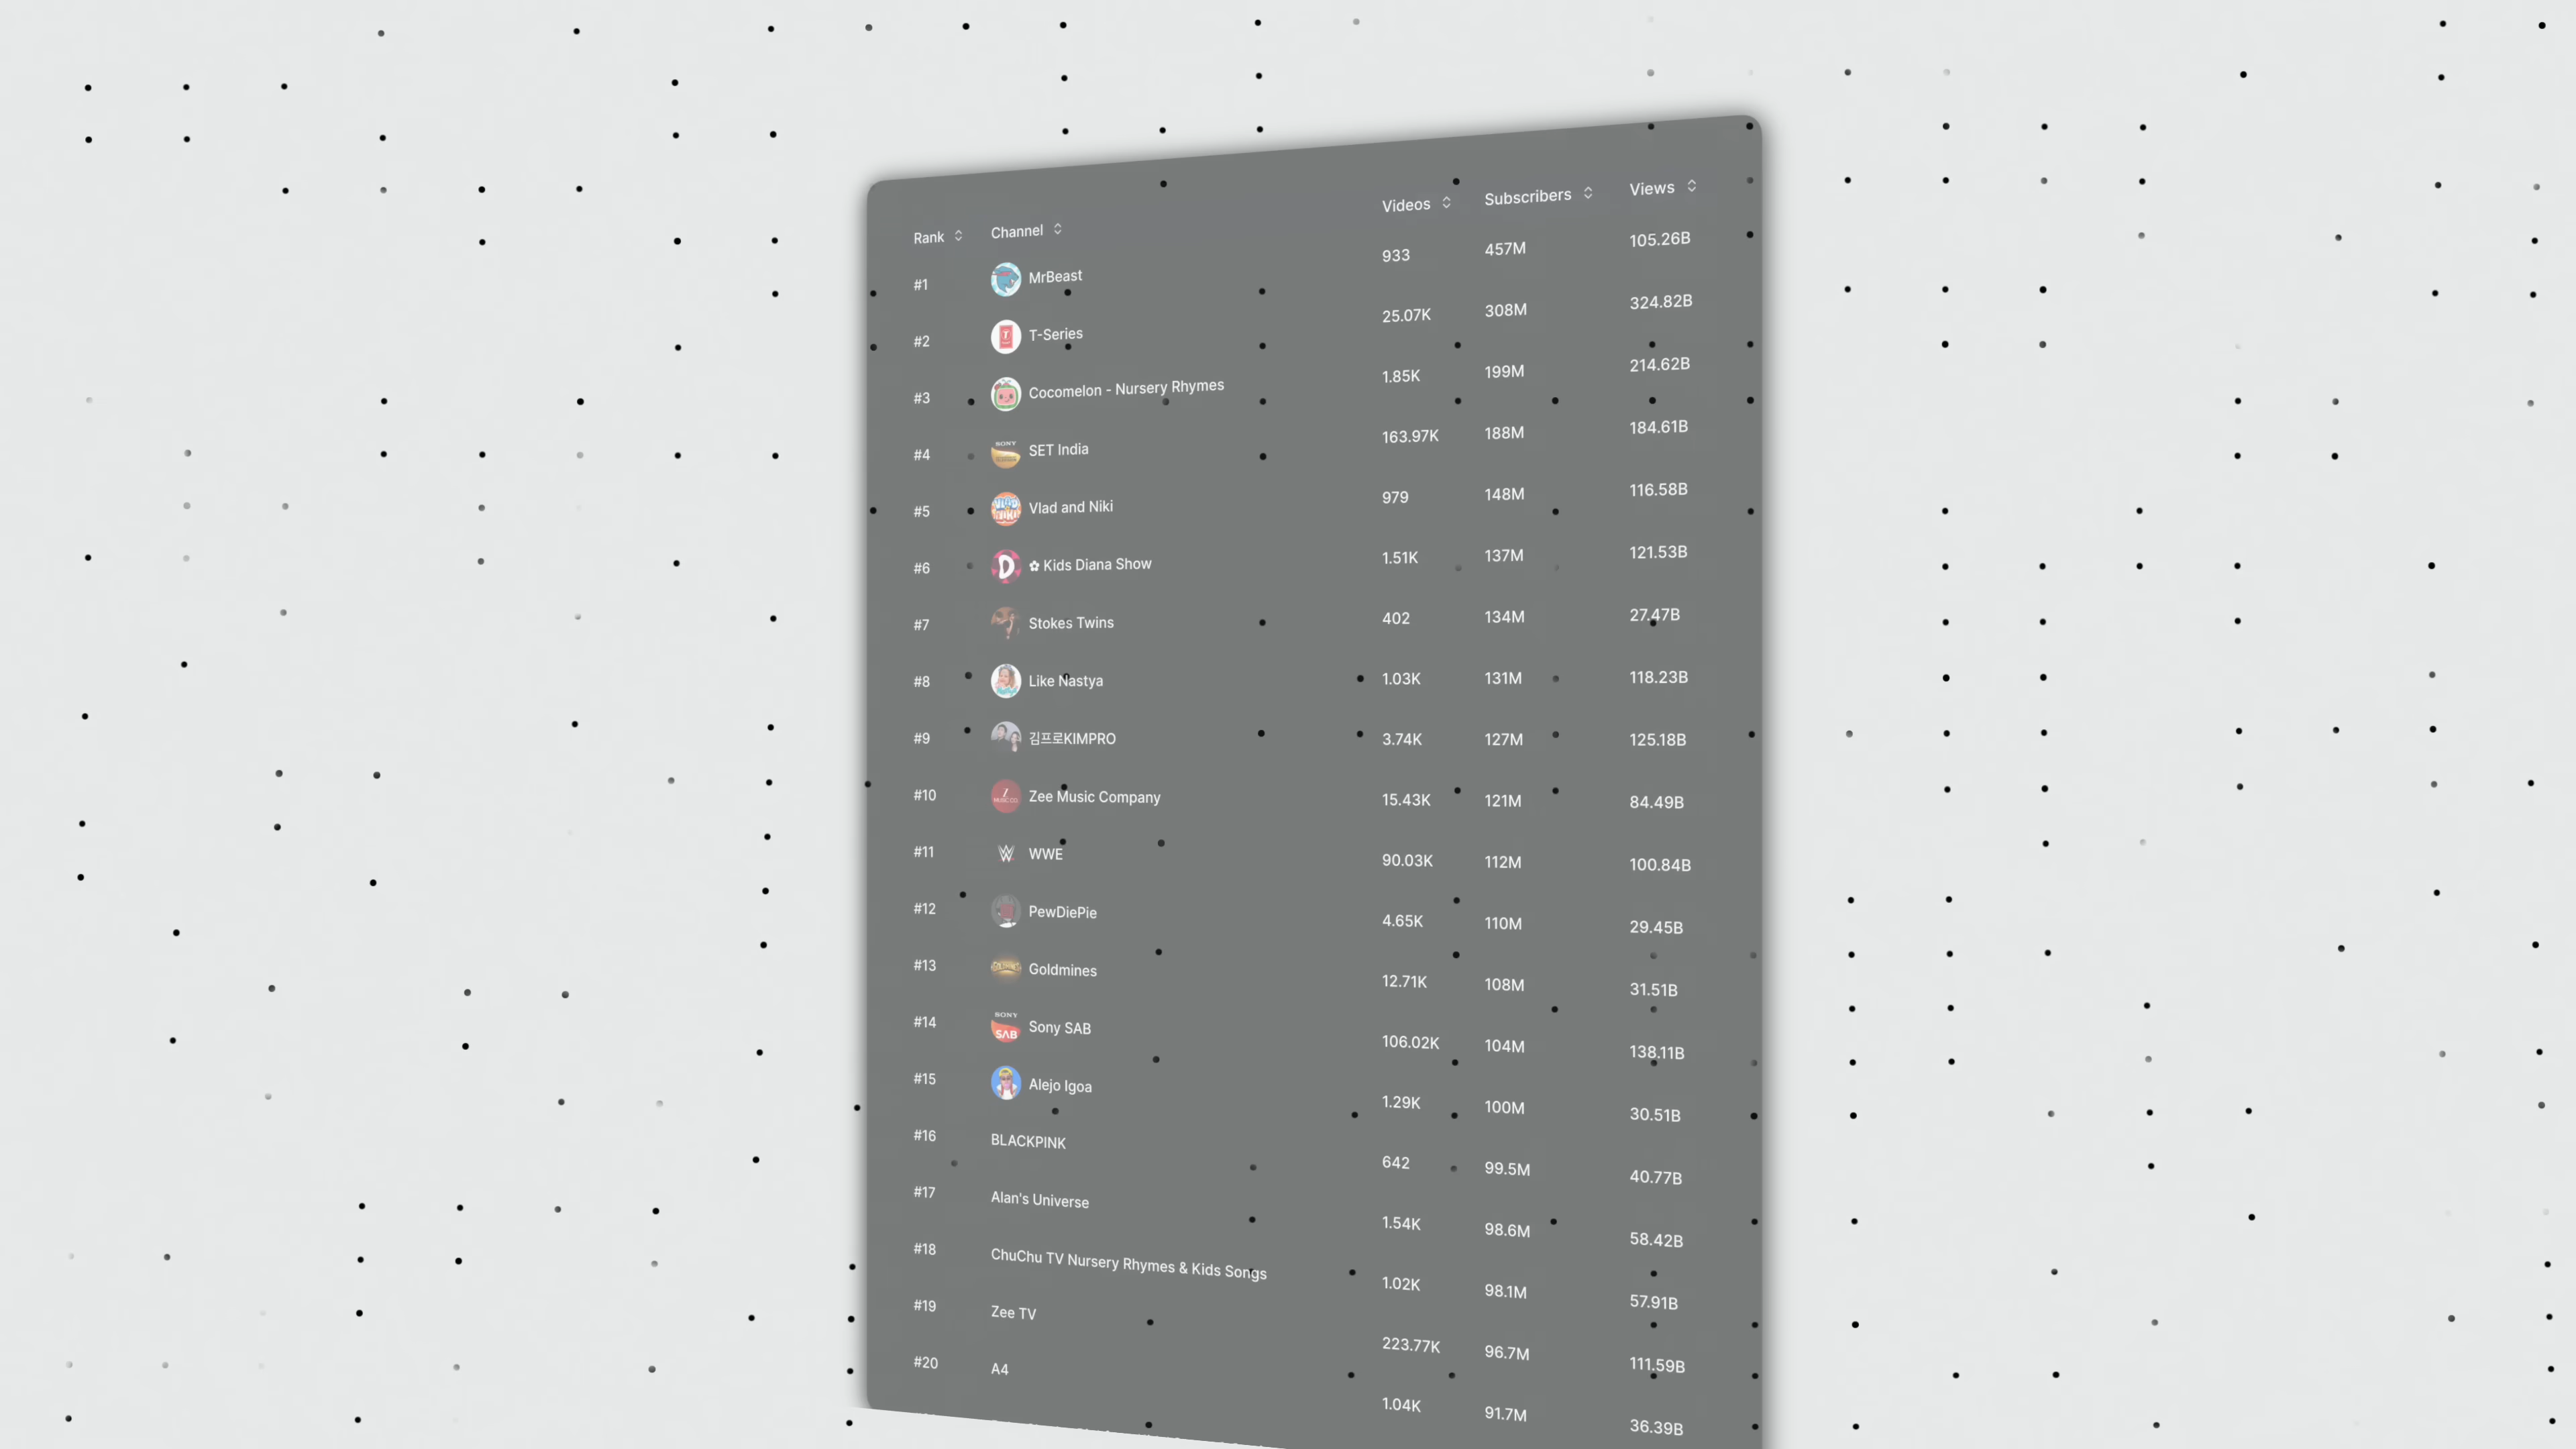 Rank Channel Videos Subscribers Views
#1 MrBeast 933 457M 105.26B
#2 T-Series 25.07K 308M 324.82B
#3 Cocomelon - Nursery Rhymes 1.85K 199M 214.62B
SONY
#4 SET India 163.97K 188M 184.61B
#5 Vlad and Niki 979 148M 116.58B
#6 D ✿ Kids Diana Show 1.51K 137M 121.53B
#7 Stokes Twins 402 134M 27.47B
#8 Like Nastya 1.03K 131M 118.23B
#9 김프로KIMPRO 3.74K 127M 125.18B
#10 Zee Music Company 15.43K 121M 84.49B
#11 W WWE 90.03K 112M 100.84B
#12 PewDiePie 4.65K 110M 29.45B
#13 Goldmines 12.71K 108M 31.51B
SONY
#14 SAB Sony SAB 106.02K 104M 138.11B
#15 Alejo Igoa 1.29K 100M 30.51B
#16 BLACKPINK 642 99.5M 40.77B
#17 Alan's Universe 1.54K 98.6M 58.42B
#18 ChuChu TV Nursery Rhymes & Kids Songs 1.02K 98.1M 57.91B
#19 Zee TV 223.77K 96.7M 111.59B
#20 A4 1.04K 91.7M 36.39B